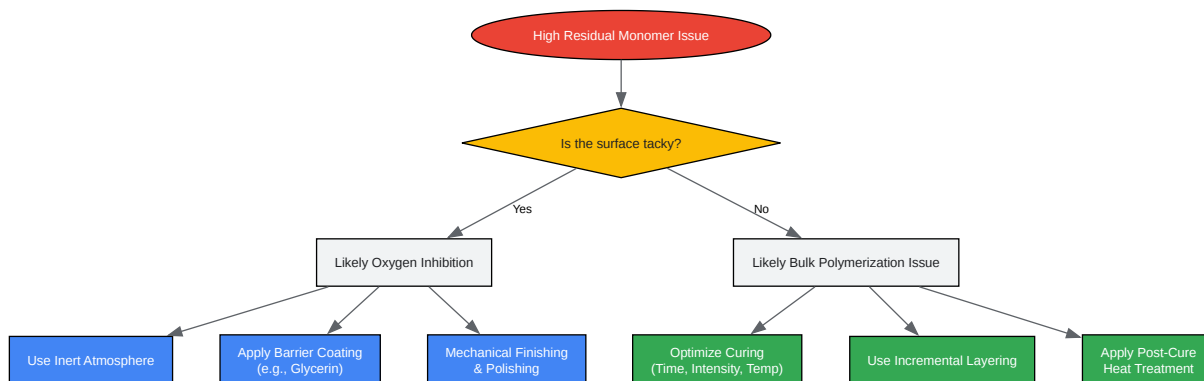 High Residual Monomer Issue
Is the surface tacky?
Yes
No
Likely Oxygen Inhibition
Likely Bulk Polymerization Issue
Use Inert Atmosphere
Apply Barrier Coating
(e.g., Glycerin)
Mechanical Finishing
& Polishing
Optimize Curing
(Time, Intensity, Temp)
Use Incremental Layering
Apply Post-Cure
Heat Treatment